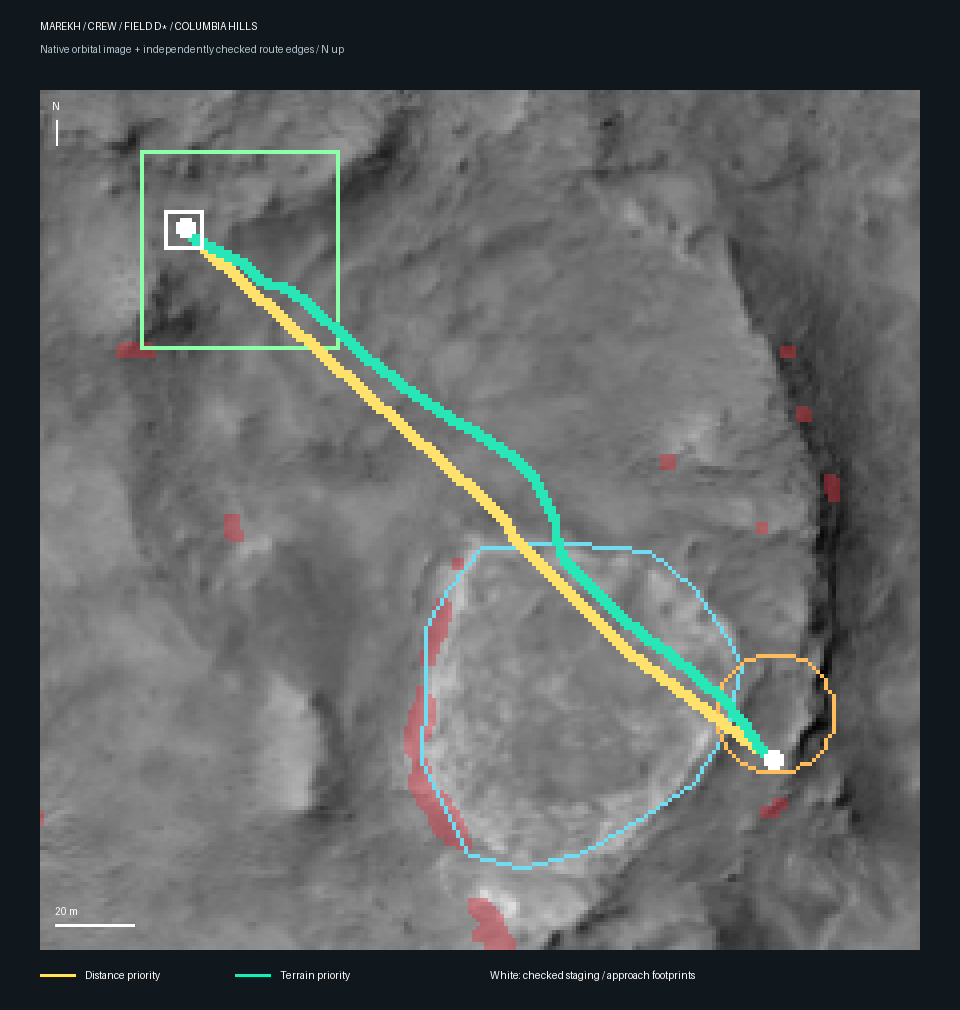 MAREKH / CREW / FIELD D* / COLUMBIA HILLS
Native orbital image + independently checked route edges / N up
N
20 m
Distance priority
Terrain priority
White: checked staging / approach footprints